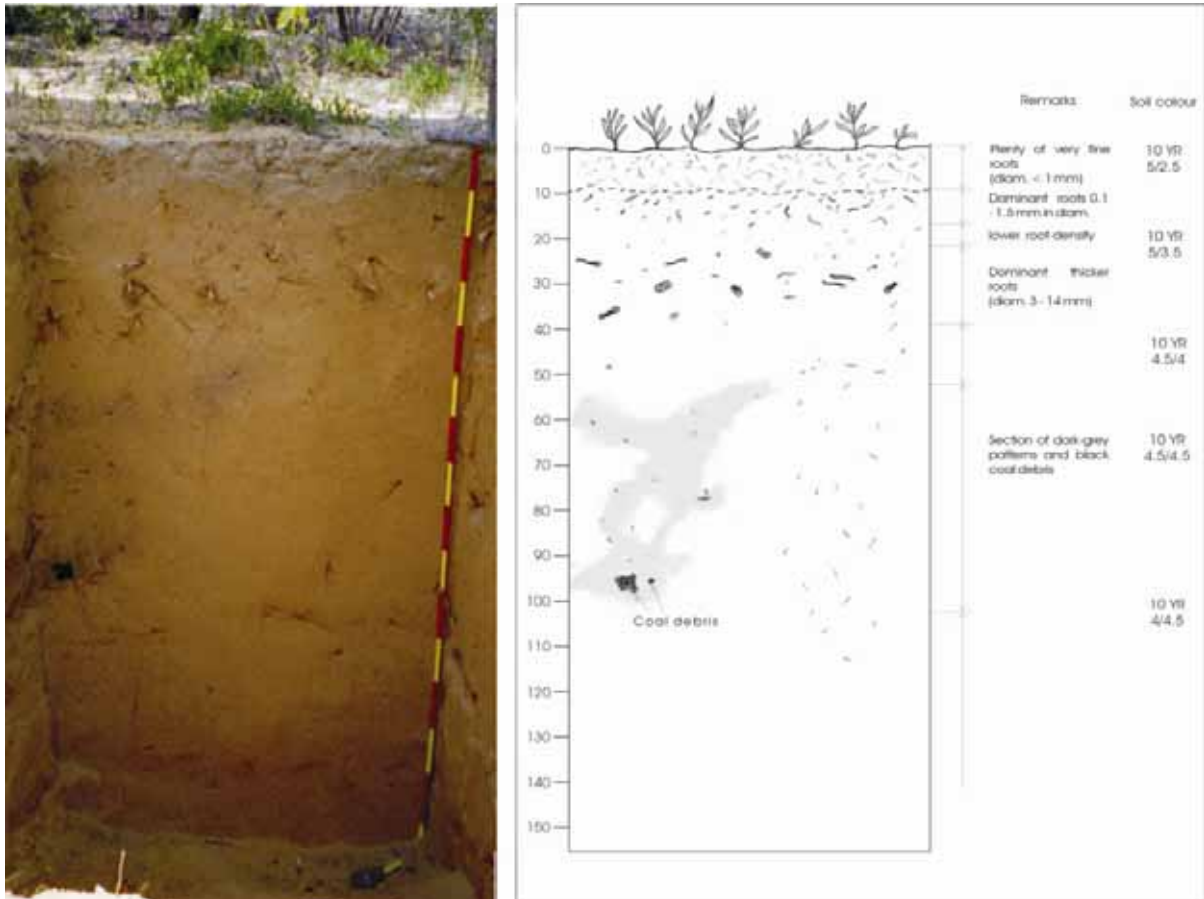 Remarks
Soil colour
0
Plenty of very fine
roots
(diam. < 1 mm)
10 YR
5/2.5
10
Dominant roots 0.1
- 1.5 mm in diam.
20
lower root density
10 YR
5/3.5
30
Dominant thicker
roots
(diam. 3 - 14 mm)
40
10 YR
4.5/4
50
60
Section of dark-grey
patterns and black
coal debris
10 YR
4.5/4.5
70
80
90
100
Coal debris
10 YR
4/4.5
110
120
130
140
150